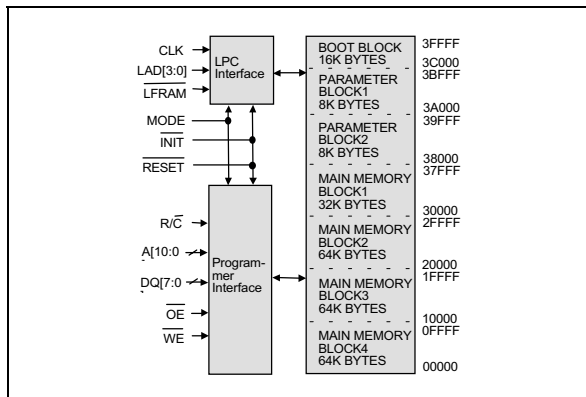 CLK
LAD[3:0]
LFRAM
MODE
INIT
RESET
R/C
A[10:0
]
DQ[7:0
]
OE
WE
LPC
Interface
Program-
mer
Interface
BOOT BLOCK
16K BYTES
PARAMETER
BLOCK1
8K BYTES
PARAMETER
BLOCK2
8K BYTES
MAIN MEMORY
BLOCK1
32K BYTES
MAIN MEMORY
BLOCK2
64K BYTES
MAIN MEMORY
BLOCK3
64K BYTES
MAIN MEMORY
BLOCK4
64K BYTES
3FFFF
3C000
3BFFF
3A000
39FFF
38000
37FFF
30000
2FFFF
20000
1FFFF
10000
0FFFF
00000